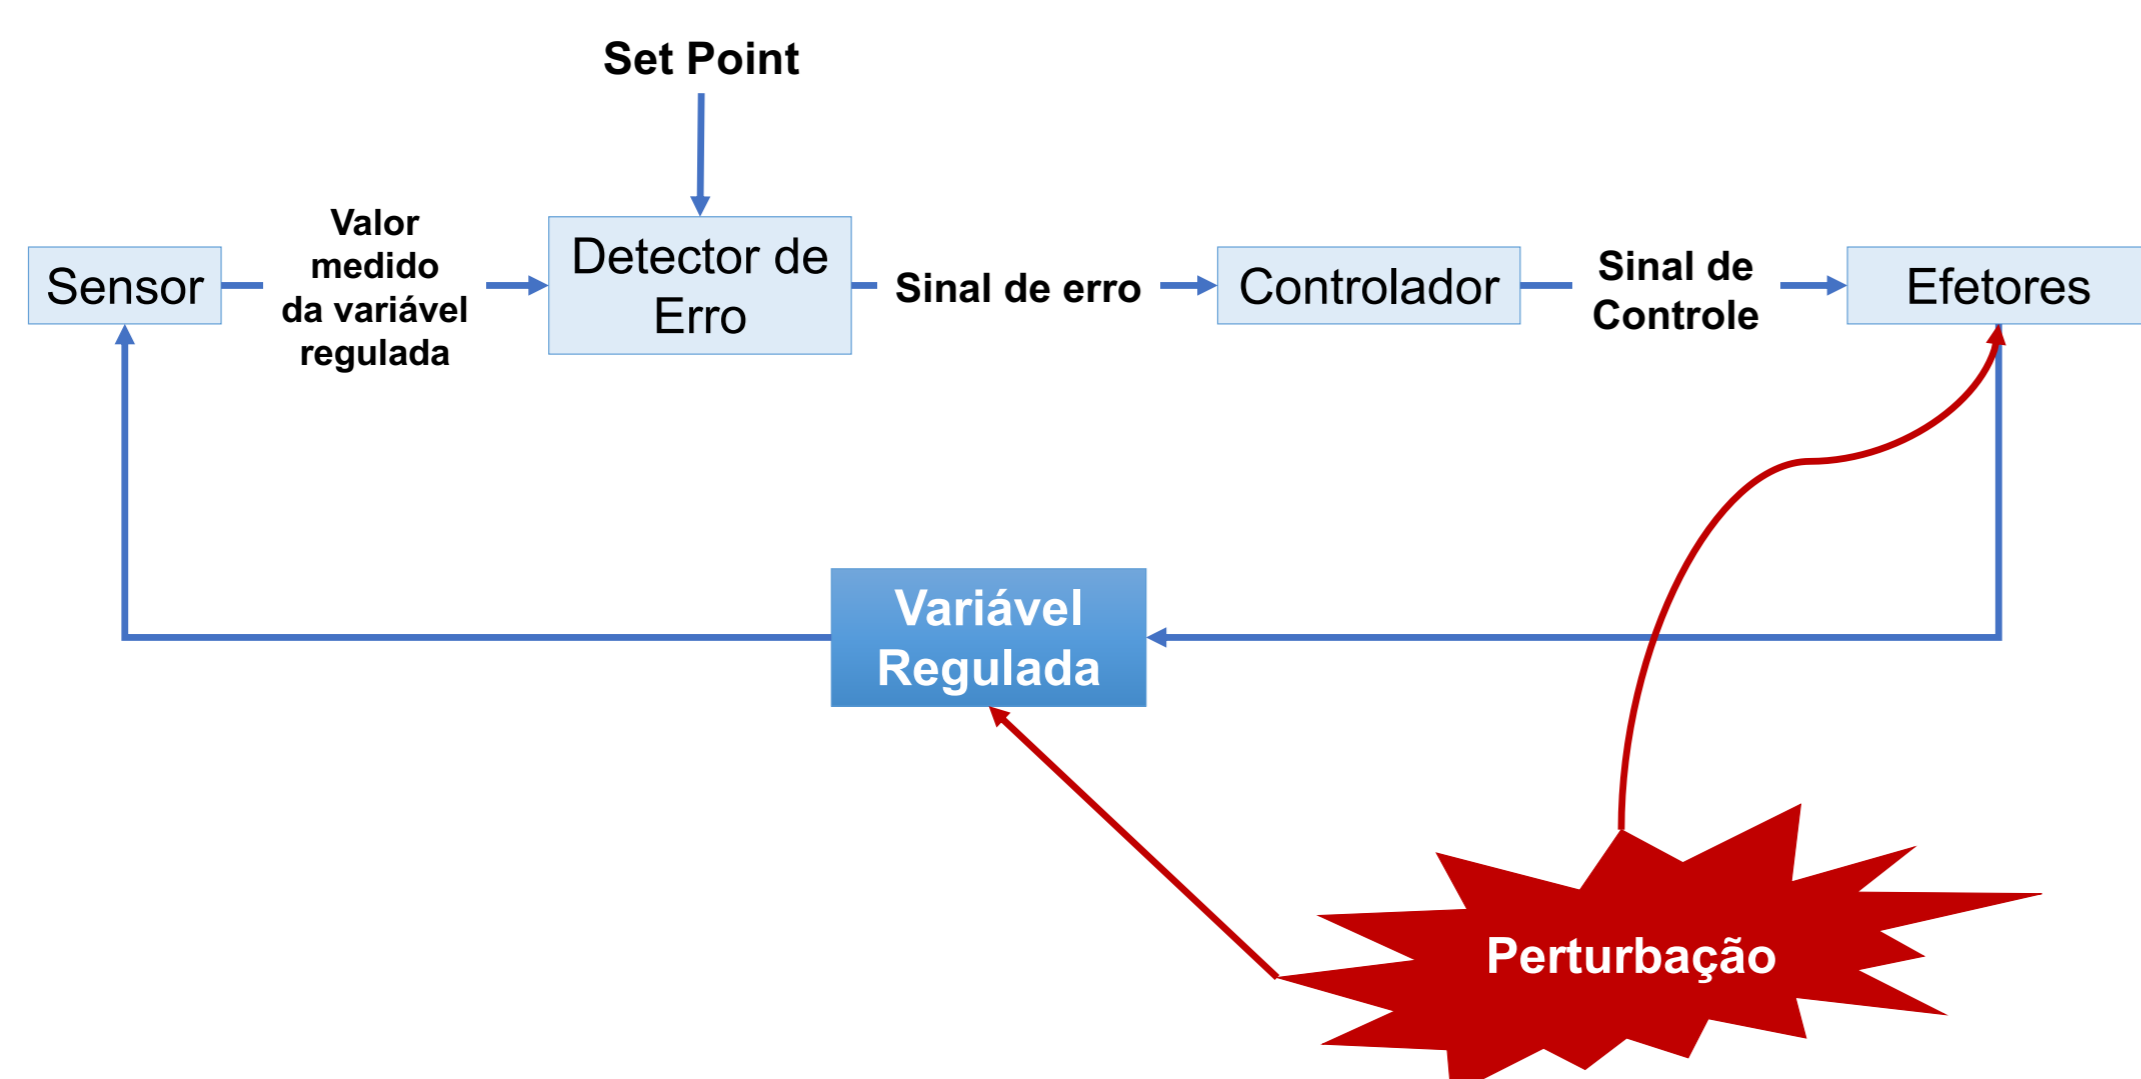 Set Point
Sensor
Valor
medido
da variável
regulada
Detector de
Erro
Sinal de erro
Controlador
Sinal de
Controle
Efetores
Variável
Regulada
Perturbação